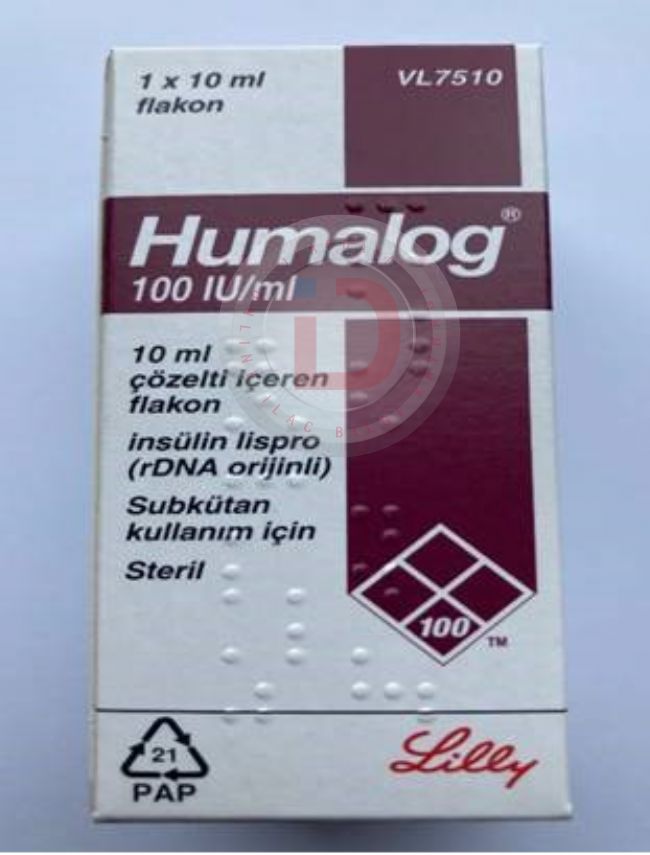 1 x 10 ml
flakon
VL7510
Humalog®
100 IU/ml
10 ml
çözelti içeren
flakon
insülin lispro
(rDNA orijinli)
Subkütan
kullanım için
Steril
100
TM
21
PAP
Lilly